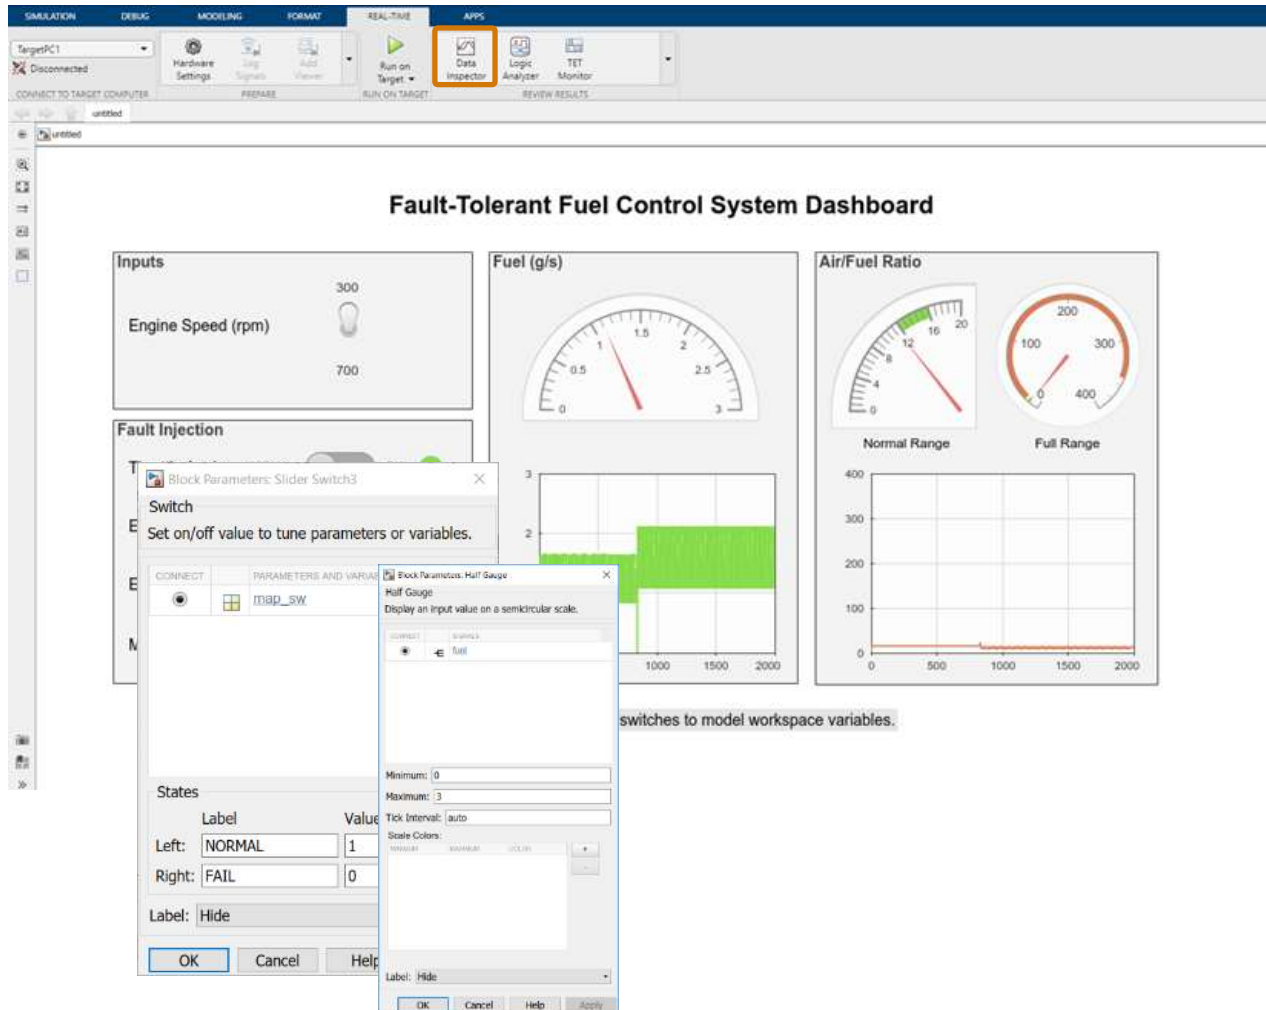 SIMULATION DEBUG MODELING FORMAT REAL-TIME APPS
TargetPC1
Disconnected
Hardware Settings
Log Signals
Add Viewer
Run on Target
Data Inspector
Logic Analyzer
TET Monitor
CONNECT TO TARGET COMPUTER PREPARE RUN ON TARGET REVIEW RESULTS
untitled
untitled
Fault-Tolerant Fuel Control System Dashboard
Inputs
300
Engine Speed (rpm)
700
Fault Injection
Fuel (g/s)
0 0.5 1 1.5 2 2.5 3
3
2
1000 1500 2000
Air/Fuel Ratio
0 4 8 12 16 20
Normal Range
0 100 200 300 400
Full Range
400
300
200
100
0
0 500 1000 1500 2000
switches to model workspace variables.
Block Parameters: Slider Switch3
Switch
Set on/off value to tune parameters or variables.
CONNECT PARAMETERS AND VARIAB
map_sw
States
Label Value
Left: NORMAL 1
Right: FAIL 0
Label: Hide
OK Cancel Help
Block Parameters: Half Gauge
Half Gauge
Display an input value on a semicircular scale.
CONNECT SIGNALS
fuel
Minimum: 0
Maximum: 3
Tick Interval: auto
Scale Colors:
MINIMUM MAXIMUM COLOR
+
-
Label: Hide
OK Cancel Help Apply